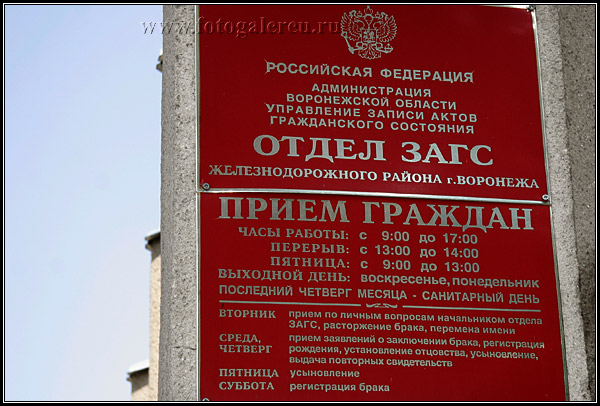 www.fotogalereu.ru
РОССИЙСКАЯ ФЕДЕРАЦИЯ
АДМИНИСТРАЦИЯ
ВОРОНЕЖСКОЙ ОБЛАСТИ
УПРАВЛЕНИЕ ЗАПИСИ АКТОВ
ГРАЖДАНСКОГО СОСТОЯНИЯ
ОТДЕЛ ЗАГС
ЖЕЛЕЗНОДОРОЖНОГО РАЙОНА г.ВОРОНЕЖА
ПРИЕМ ГРАЖДАН
ЧАСЫ РАБОТЫ: с 9:00 до 17:00
ПЕРЕРЫВ: с 13:00 до 14:00
ПЯТНИЦА: с 9:00 до 13:00
ВЫХОДНОЙ ДЕНЬ: воскресенье, понедельник
ПОСЛЕДНИЙ ЧЕТВЕРГ МЕСЯЦА - САНИТАРНЫЙ ДЕНЬ
ВТОРНИК прием по личным вопросам начальником отдела
ЗАГС, расторжение брака, перемена имени
СРЕДА, прием заявлений о заключении брака, регистрация
ЧЕТВЕРГ рождения, установление отцовства, усыновление,
выдача повторных свидетельств
ПЯТНИЦА усыновление
СУББОТА регистрация брака